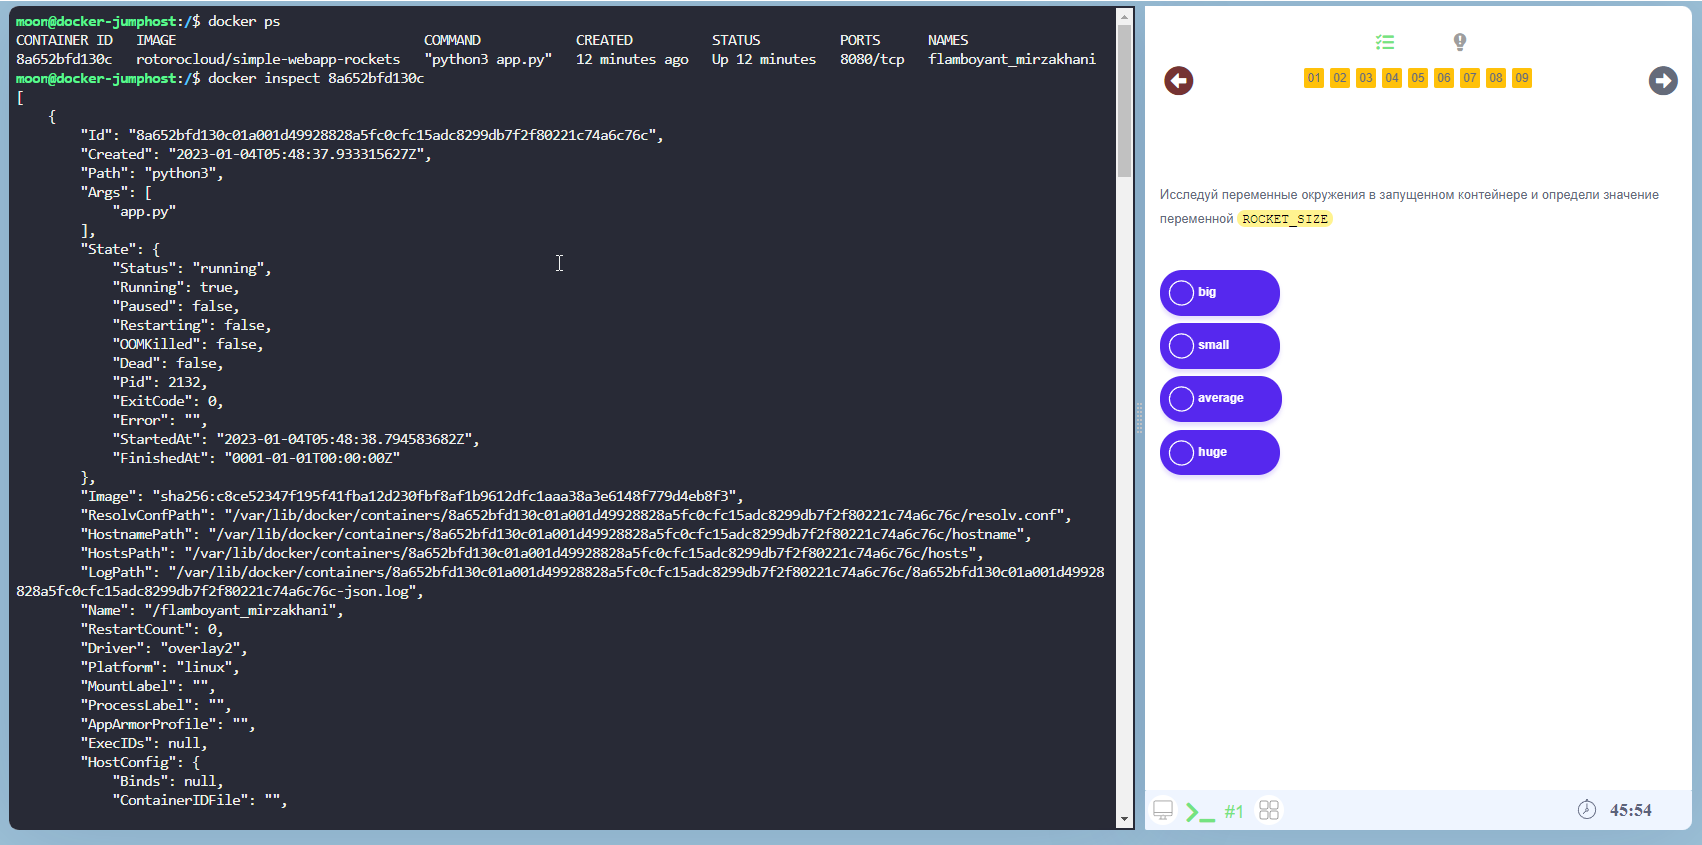 moon@docker-jumphost:/$ docker ps
CONTAINER ID   IMAGE                               COMMAND            CREATED          STATUS          PORTS      NAMES
8a652bfd130c   rotorocloud/simple-webapp-rockets   "python3 app.py"   12 minutes ago   Up 12 minutes   8080/tcp   flamboyant_mirzakhani
moon@docker-jumphost:/$ docker inspect 8a652bfd130c
[
    {
        "Id": "8a652bfd130c01a001d49928828a5fc0cfc15adc8299db7f2f80221c74a6c76c",
        "Created": "2023-01-04T05:48:37.933315627Z",
        "Path": "python3",
        "Args": [
            "app.py"
        ],
        "State": {
            "Status": "running",
            "Running": true,
            "Paused": false,
            "Restarting": false,
            "OOMKilled": false,
            "Dead": false,
            "Pid": 2132,
            "ExitCode": 0,
            "Error": "",
            "StartedAt": "2023-01-04T05:48:38.794583682Z",
            "FinishedAt": "0001-01-01T00:00:00Z"
        },
        "Image": "sha256:c8ce52347f195f41fba12d230fbf8af1b9612dfc1aaa38a3e6148f779d4eb8f3",
        "ResolvConfPath": "/var/lib/docker/containers/8a652bfd130c01a001d49928828a5fc0cfc15adc8299db7f2f80221c74a6c76c/resolv.conf",
        "HostnamePath": "/var/lib/docker/containers/8a652bfd130c01a001d49928828a5fc0cfc15adc8299db7f2f80221c74a6c76c/hostname",
        "HostsPath": "/var/lib/docker/containers/8a652bfd130c01a001d49928828a5fc0cfc15adc8299db7f2f80221c74a6c76c/hosts",
        "LogPath": "/var/lib/docker/containers/8a652bfd130c01a001d49928828a5fc0cfc15adc8299db7f2f80221c74a6c76c/8a652bfd130c01a001d49928
828a5fc0cfc15adc8299db7f2f80221c74a6c76c-json.log",
        "Name": "/flamboyant_mirzakhani",
        "RestartCount": 0,
        "Driver": "overlay2",
        "Platform": "linux",
        "MountLabel": "",
        "ProcessLabel": "",
        "AppArmorProfile": "",
        "ExecIDs": null,
        "HostConfig": {
            "Binds": null,
            "ContainerIDFile": "",
01 02 03 04 05 06 07 08 09
Исследуй переменные окружения в запущенном контейнере и определи значение
переменной ROCKET_SIZE
big
small
average
huge
#1
45:54